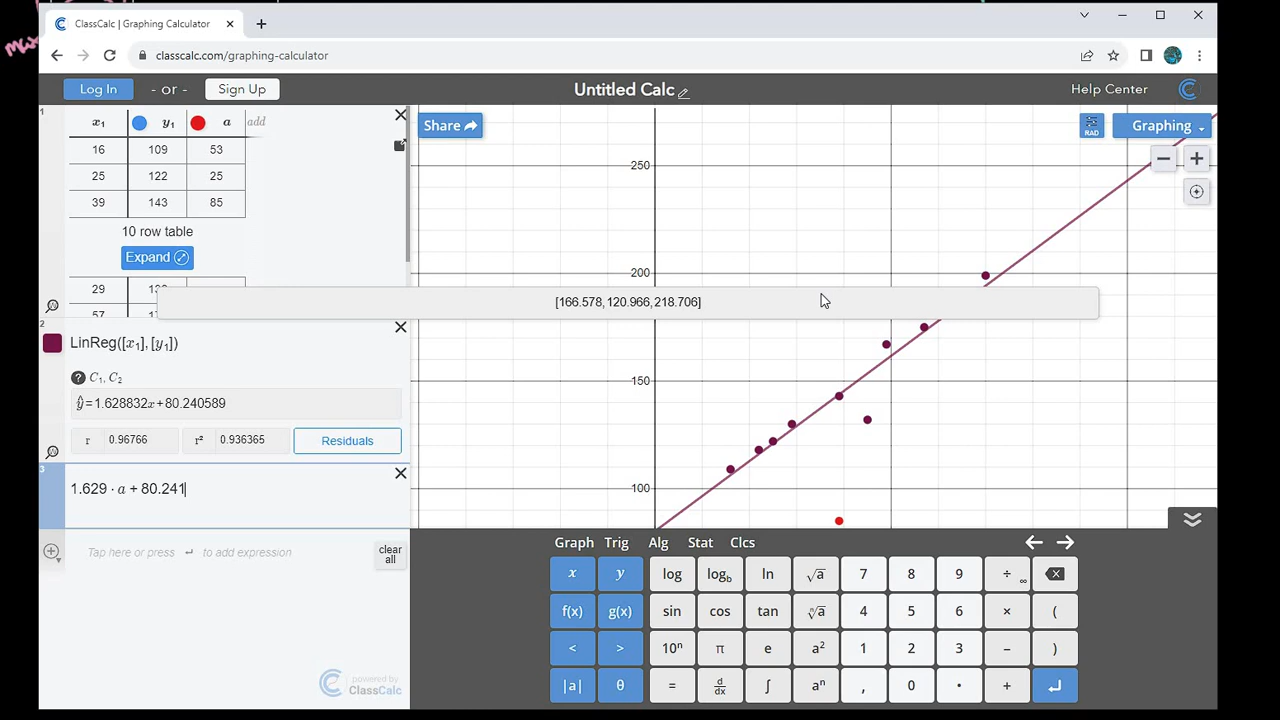 ClassCalc | Graphing Calculator
classcalc.com/graphing-calculator
Log In - or - Sign Up
Untitled Calc
Help Center
1
x₁ y₁ a add
16 109 53
25 122 25
39 143 85
10 row table
Expand
29
57
[166.578, 120.966, 218.706]
2
LinReg([x₁],[y₁])
? C₁, C₂
ŷ=1.628832x+80.240589
r 0.96766 r² 0.936365 Residuals
3
1.629 · a + 80.241
Tap here or press ↵ to add expression
clear
all
powered by
ClassCalc
Share
RAD
Graphing
− +
250
200
150
100
Graph Trig Alg Stat Clcs
x y log log_b ln √a 7 8 9 ÷ ∞
f(x) g(x) sin cos tan ⁿ√a 4 5 6 × (
< > 10ⁿ π e a² 1 2 3 − )
|a| θ = d/dx ∫ aⁿ , 0 · +